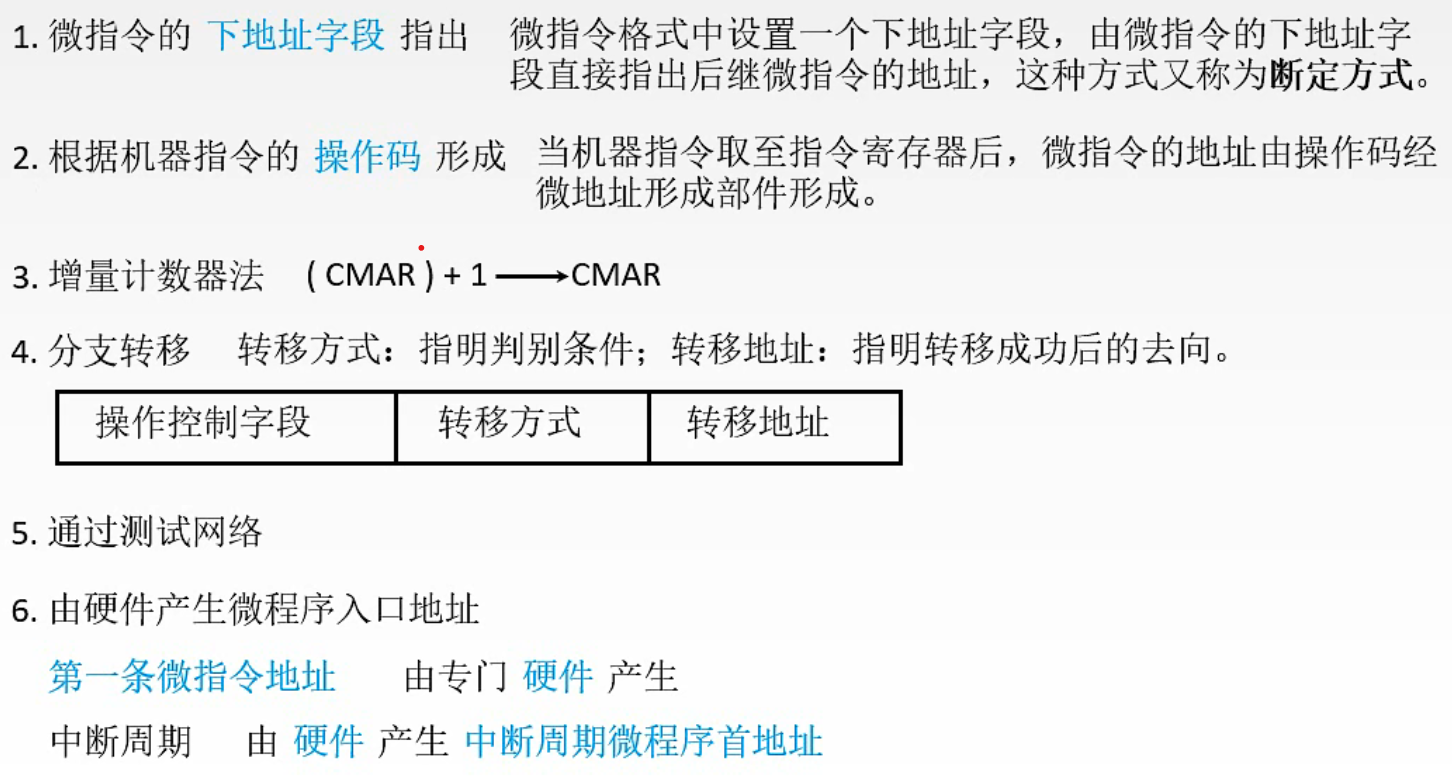 1. 微指令的 下地址字段 指出 微指令格式中设置一个下地址字段，由微指令的下地址字
段直接指出后继微指令的地址，这种方式又称为断定方式。
2. 根据机器指令的 操作码 形成 当机器指令取至指令寄存器后，微指令的地址由操作码经
微地址形成部件形成。
3. 增量计数器法 ( CMAR ) + 1 ⟶ CMAR
4. 分支转移 转移方式：指明判别条件；转移地址：指明转移成功后的去向。
操作控制字段 转移方式 转移地址
5. 通过测试网络
6. 由硬件产生微程序入口地址
第一条微指令地址 由专门 硬件 产生
中断周期 由 硬件 产生 中断周期微程序首地址